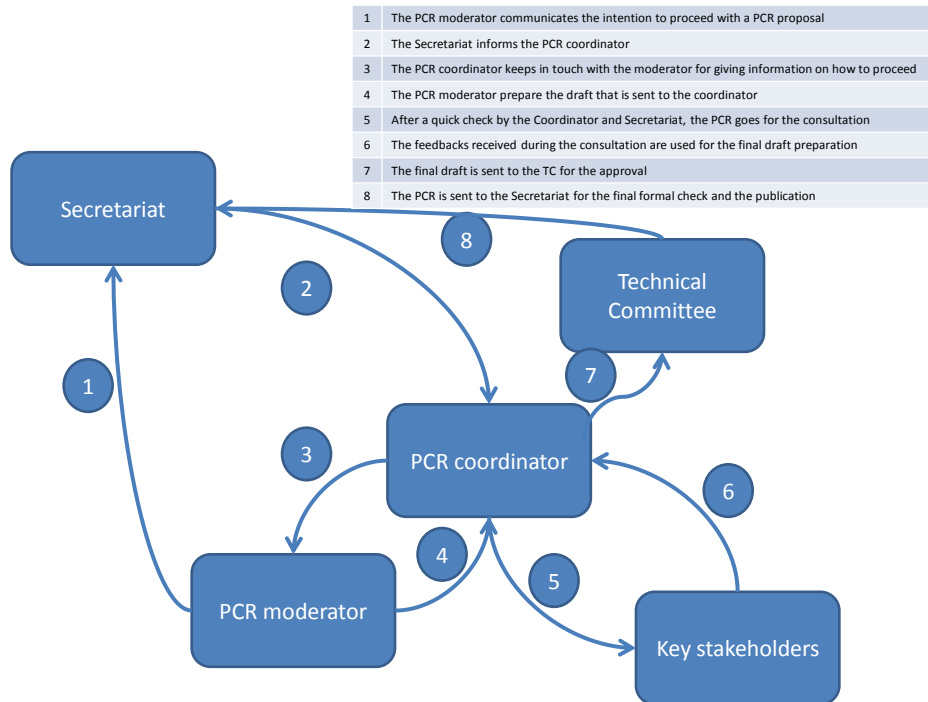 1 The PCR moderator communicates the intention to proceed with a PCR proposal
2 The Secretariat informs the PCR coordinator
3 The PCR coordinator keeps in touch with the moderator for giving information on how to proceed
4 The PCR moderator prepare the draft that is sent to the coordinator
5 After a quick check by the Coordinator and Secretariat, the PCR goes for the consultation
6 The feedbacks received during the consultation are used for the final draft preparation
7 The final draft is sent to the TC for the approval
8 The PCR is sent to the Secretariat for the final formal check and the publication
Secretariat
8
Technical
Committee
2
1
7
PCR coordinator
3
6
4
5
PCR moderator
Key stakeholders